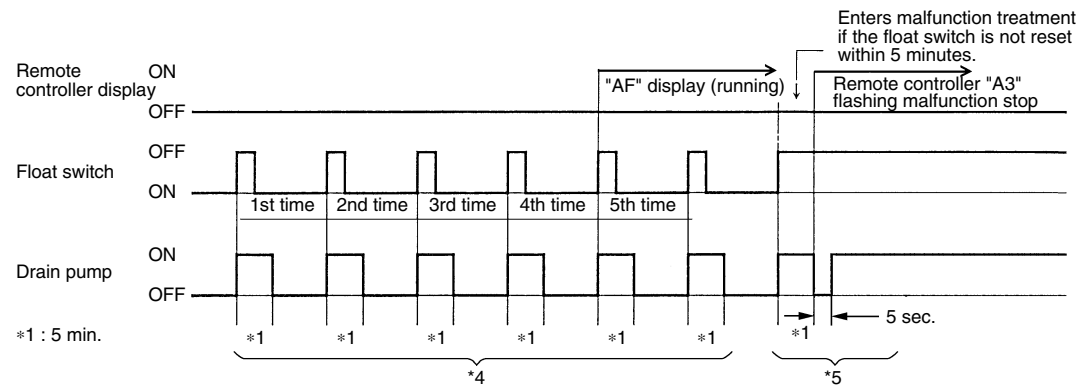 Enters malfunction treatment
if the float switch is not reset
within 5 minutes.
Remote
controller display
ON
OFF
"AF" display (running)
Remote controller "A3"
flashing malfunction stop
Float switch
OFF
ON
1st time
2nd time
3rd time
4th time
5th time
Drain pump
ON
OFF
5 sec.
*1 : 5 min.
*1
*1
*1
*1
*1
*1
*1
*4
*5